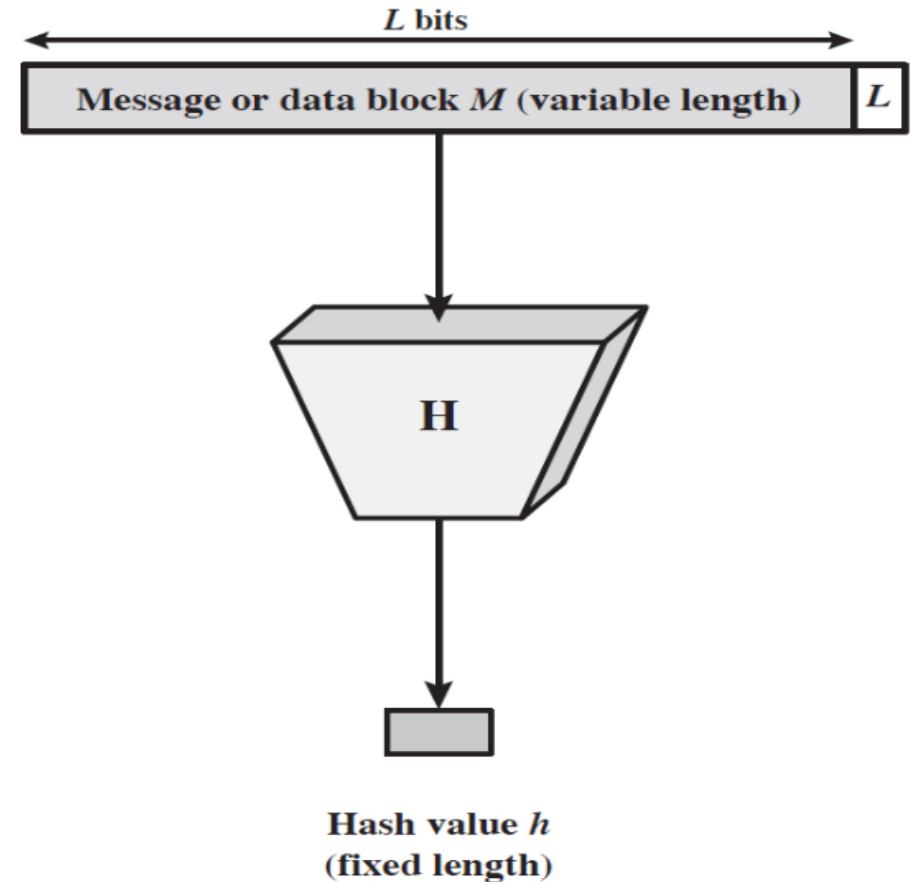 L bits
Message or data block M (variable length) L
H
Hash value h
(fixed length)